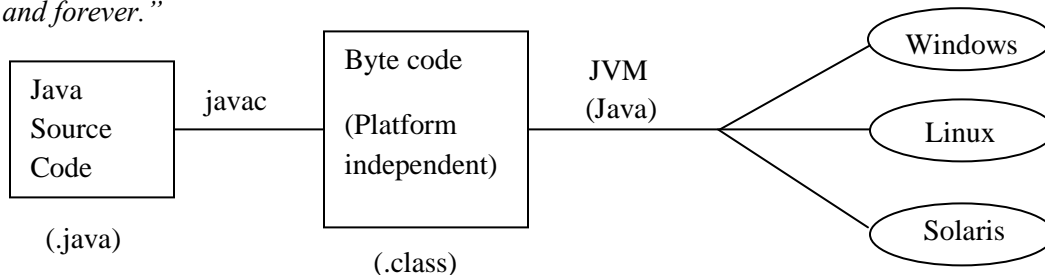 and forever.”
Java
Source
Code
(.java)
javac
Byte code
(Platform
independent)
(.class)
JVM
(Java)
Windows
Linux
Solaris